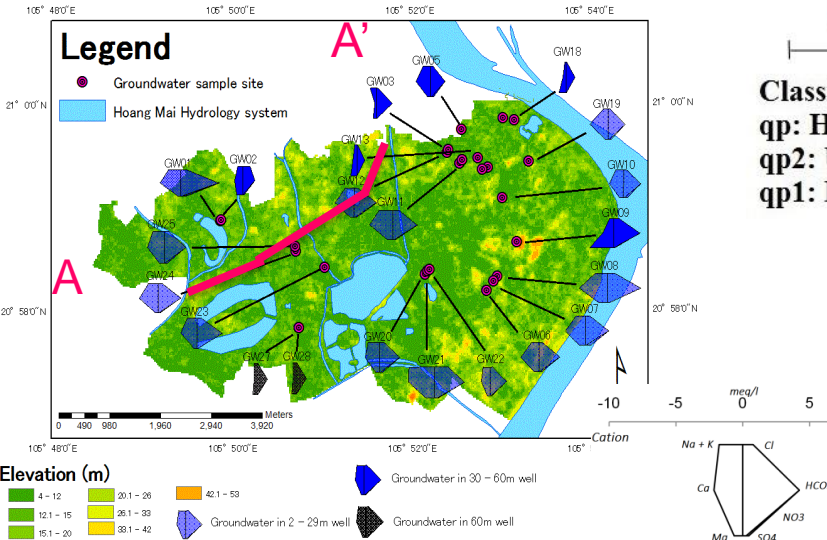 105° 48'0"E
105° 50'0"E
105° 52'0"E
105° 54'0"E
Legend
A'
Groundwater sample site
Hoang Mai Hydrology system
GW05
GW18
GW03
GW19
GW13
GW01
GW02
GW12
GW10
GW11
GW09
GW25
GW24
GW08
GW23
GW07
GW20
GW06
GW27
GW28
GW21
GW22
A
21° 0'0"N
21° 0'0"N
20° 58'0"N
20° 58'0"N
Class
qp: H
qp2:
qp1:
0 490 980 1,960 2,940 3,920 Meters
105° 48'0"E
105° 50'0"E
105° 52'0"E
105°
meq/l
-10 -5 0 5
Cation
Na + K
Cl
Ca
HCO
NO3
Mg
SO4
Elevation (m)
4 - 12
12.1 - 15
15.1 - 20
20.1 - 26
26.1 - 33
33.1 - 42
42.1 - 53
Groundwater in 30 - 60m well
Groundwater in 2 - 29m well
Groundwater in 60m well